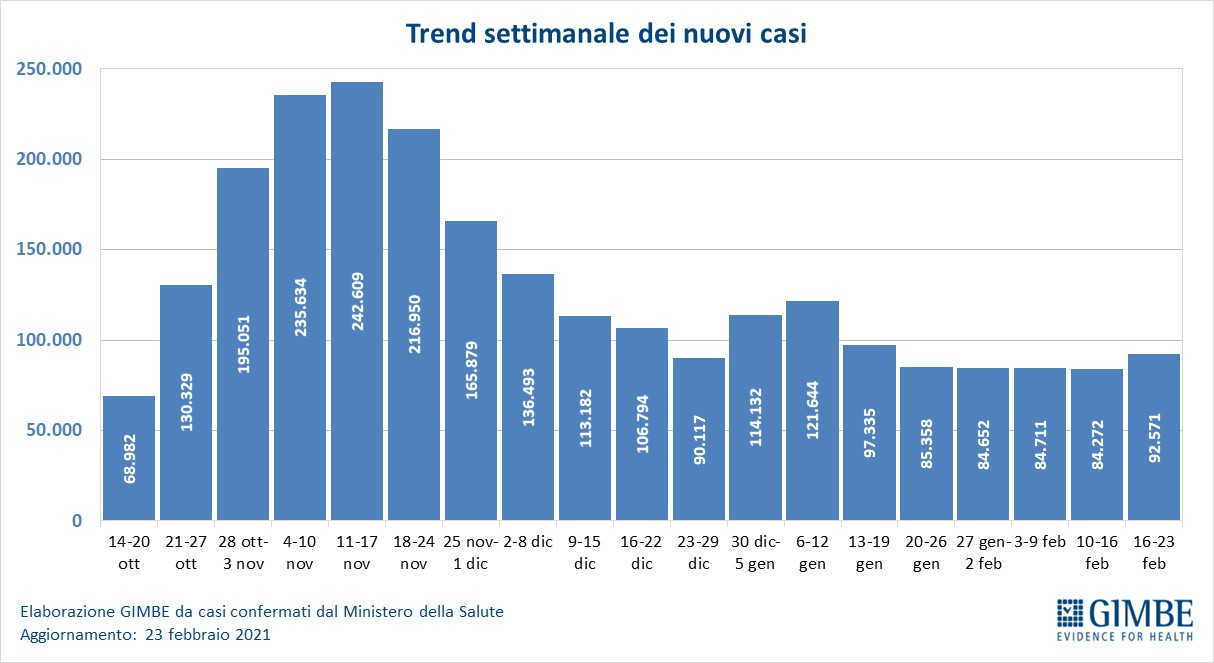 Trend settimanale dei nuovi casi
250.000
200.000
150.000
100.000
50.000
0
68.982
130.329
195.051
235.634
242.609
216.950
165.879
136.493
113.182
106.794
90.117
114.132
121.644
97.335
85.358
84.652
84.711
84.272
92.571
14-20
ott
21-27
ott
28 ott-
3 nov
4-10
nov
11-17
nov
18-24
nov
25 nov-
1 dic
2-8 dic
9-15
dic
16-22
dic
23-29
dic
30 dic-
5 gen
6-12
gen
13-19
gen
20-26
gen
27 gen-
2 feb
3-9 feb
10-16
feb
16-23
feb
Elaborazione GIMBE da casi confermati dal Ministero della Salute
Aggiornamento: 23 febbraio 2021
GIMBE
EVIDENCE FOR HEALTH